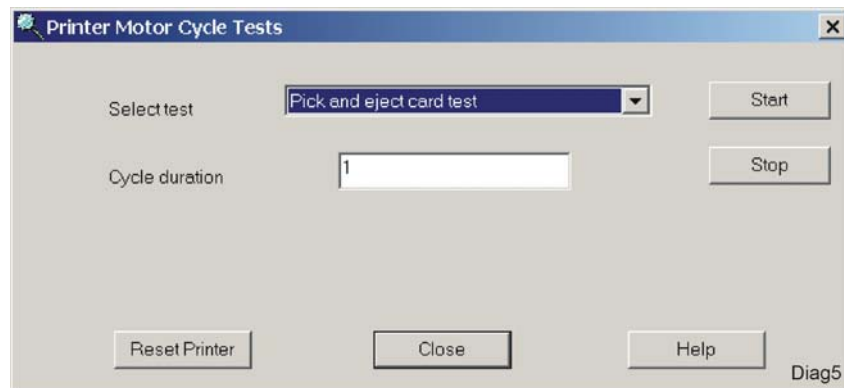 Printer Motor Cycle Tests
Select test
Pick and eject card test
Start
Cycle duration
1
Stop
Reset Printer
Close
Help
Diag5